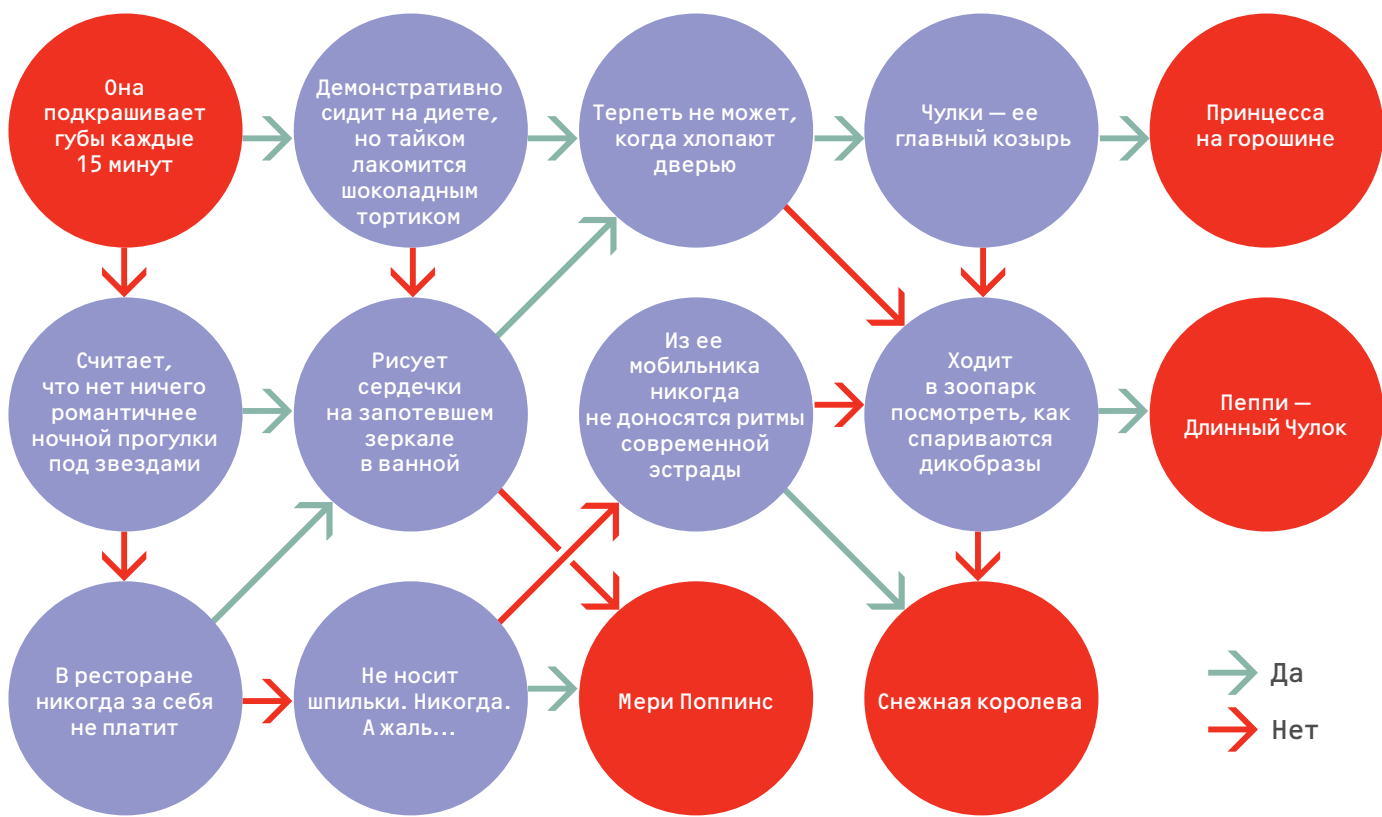 Она
подкрашивает
губы каждые
15 минут
Демонстративно
сидит на диете,
но тайком
лакомится
шоколадным
тортиком
Терпеть не может,
когда хлопают
дверью
Чулки — ее
главный козырь
Принцесса
на горошине
Считает,
что нет ничего
романтичнее
ночной прогулки
под звездами
Рисует
сердечки
на запотевшем
зеркале
в ванной
Из ее
мобильника
никогда
не доносятся ритмы
современной
эстрады
Ходит
в зоопарк
посмотреть, как
спариваются
дикобразы
Пеппи —
Длинный Чулок
В ресторане
никогда за себя
не платит
Не носит
шпильки. Никогда.
А жаль...
Мери Поппинс
Снежная королева
Да
Нет